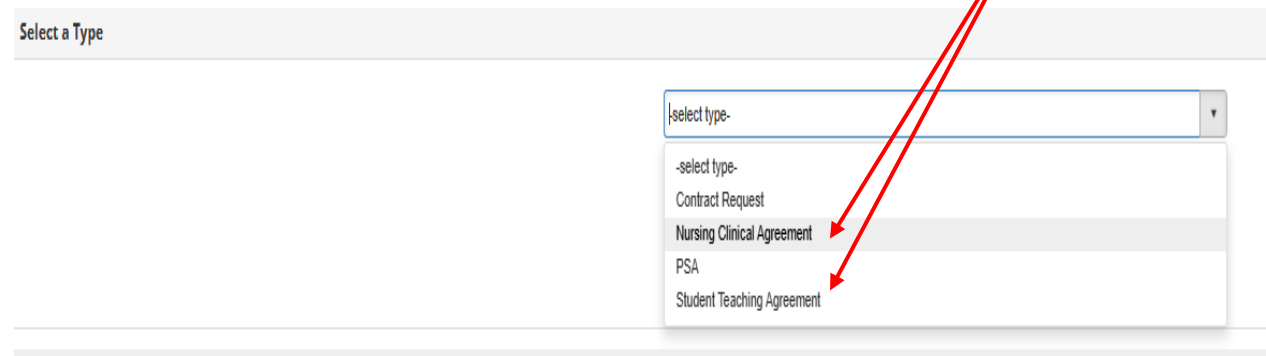 Select a Type
-select type-
-select type-
Contract Request
Nursing Clinical Agreement
PSA
Student Teaching Agreement